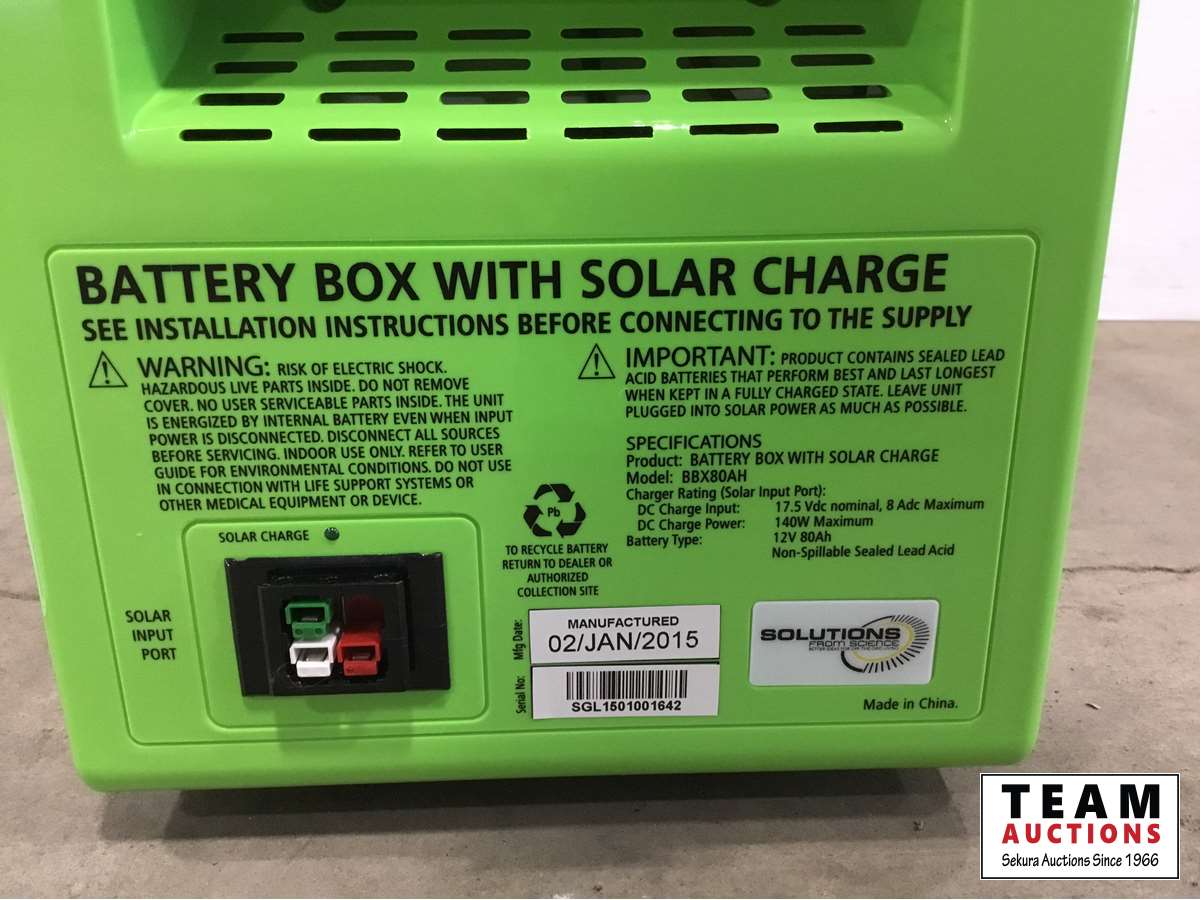 BATTERY BOX WITH SOLAR CHARGE
SEE INSTALLATION INSTRUCTIONS BEFORE CONNECTING TO THE SUPPLY
WARNING: RISK OF ELECTRIC SHOCK.
HAZARDOUS LIVE PARTS INSIDE. DO NOT REMOVE
COVER. NO USER SERVICEABLE PARTS INSIDE. THE UNIT
IS ENERGIZED BY INTERNAL BATTERY EVEN WHEN INPUT
POWER IS DISCONNECTED. DISCONNECT ALL SOURCES
BEFORE SERVICING. INDOOR USE ONLY. REFER TO USER
GUIDE FOR ENVIRONMENTAL CONDITIONS. DO NOT USE
IN CONNECTION WITH LIFE SUPPORT SYSTEMS OR
OTHER MEDICAL EQUIPMENT OR DEVICE.
IMPORTANT: PRODUCT CONTAINS SEALED LEAD
ACID BATTERIES THAT PERFORM BEST AND LAST LONGEST
WHEN KEPT IN A FULLY CHARGED STATE. LEAVE UNIT
PLUGGED INTO SOLAR POWER AS MUCH AS POSSIBLE.
SPECIFICATIONS
Product: BATTERY BOX WITH SOLAR CHARGE
Model: BBX80AH
Charger Rating (Solar Input Port):
DC Charge Input: 17.5 Vdc nominal, 8 Adc Maximum
DC Charge Power: 140W Maximum
Battery Type: 12V 80Ah
Non-Spillable Sealed Lead Acid
SOLAR CHARGE
SOLAR
INPUT
PORT
Pb
TO RECYCLE BATTERY
RETURN TO DEALER OR
AUTHORIZED
COLLECTION SITE
Mfg Date:
MANUFACTURED
02/JAN/2015
Serial No:
SGL1501001642
SOLUTIONS
FROM SCIENCE
BETTER IDEAS FOR OFF THE GRID LIVING
Made in China.
TEAM
AUCTIONS
Sekura Auctions Since 1966